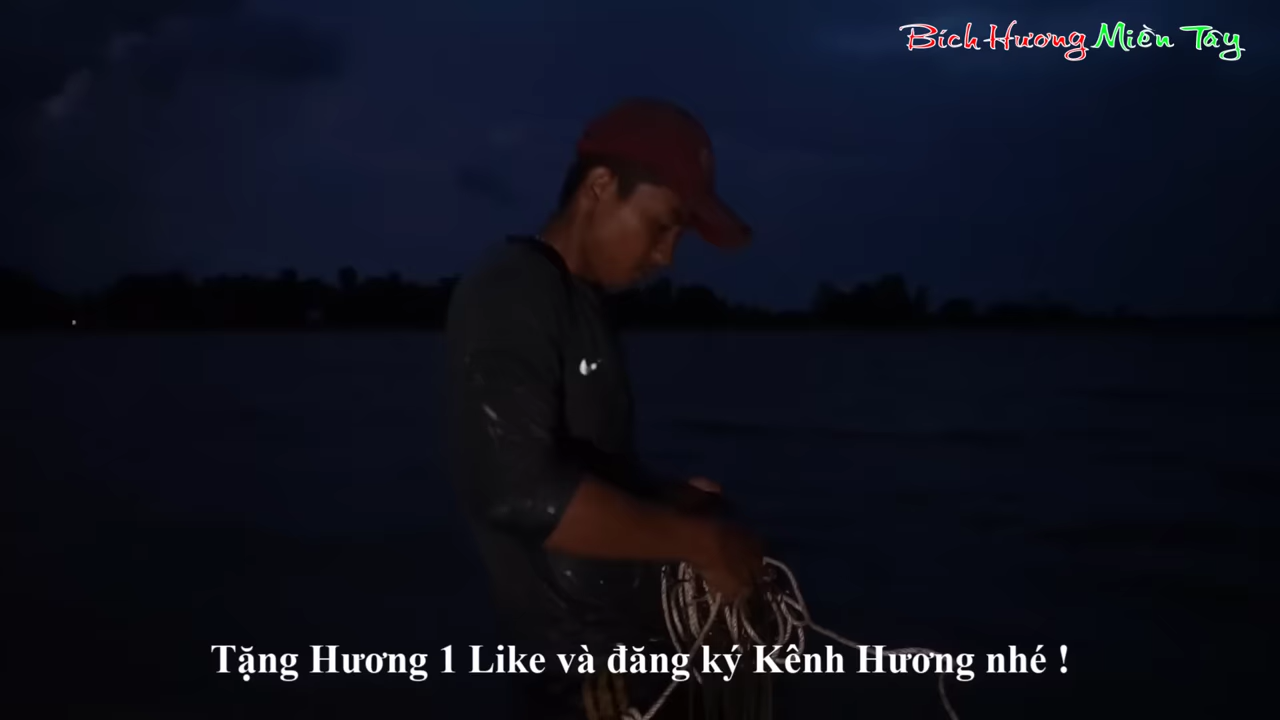 Bích Hương Miền Tây
Tặng Hương 1 Like và đăng ký Kênh Hương nhé !